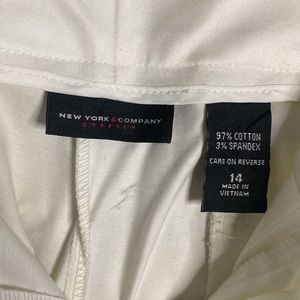 NEW YORK & COMPANY
STRETCH
97% COTTON
3% SPANDEX
CARE ON REVERSE
14
MADE IN
VIETNAM